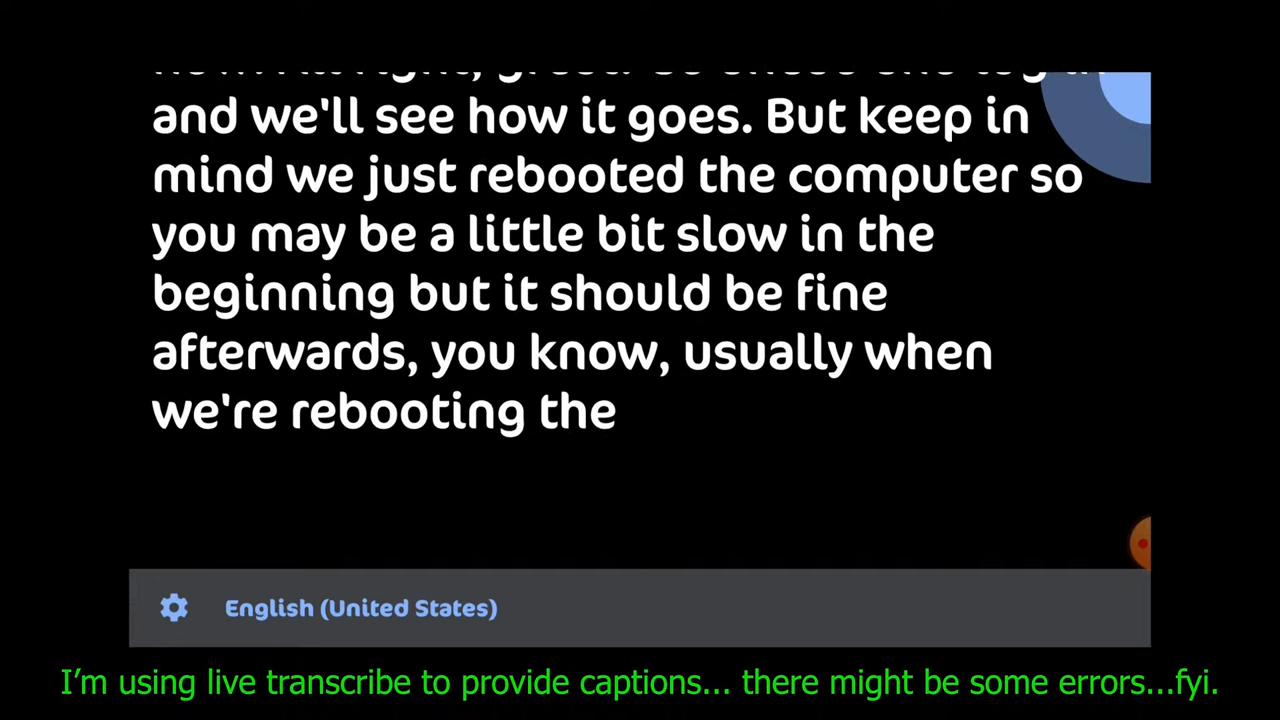 and we'll see how it goes. But keep in
mind we just rebooted the computer so
you may be a little bit slow in the
beginning but it should be fine
afterwards, you know, usually when
we're rebooting the
English (United States)
I'm using live transcribe to provide captions... there might be some errors...fyi.